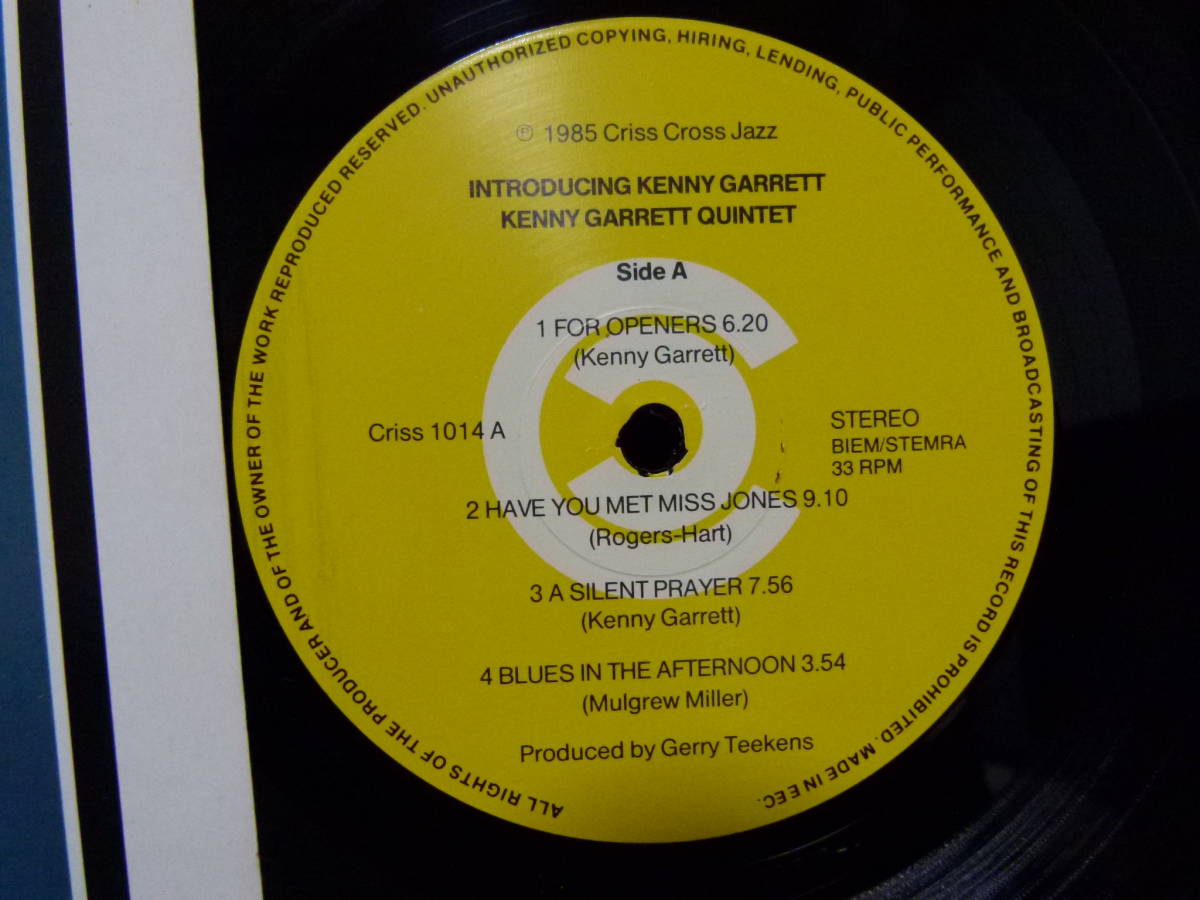 ALL RIGHTS OF THE PRODUCER AND OF THE OWNER OF THE WORK REPRODUCED RESERVED. UNAUTHORIZED COPYING, HIRING, LENDING, PUBLIC PERFORMANCE AND BROADCASTING OF THIS RECORD IS PROHIBITED. MADE IN EEC.
℗ 1985 Criss Cross Jazz
INTRODUCING KENNY GARRETT
KENNY GARRETT QUINTET
Side A
1 FOR OPENERS 6.20
(Kenny Garrett)
Criss 1014 A
STEREO
BIEM/STEMRA
33 RPM
2 HAVE YOU MET MISS JONES 9.10
(Rogers-Hart)
3 A SILENT PRAYER 7.56
(Kenny Garrett)
4 BLUES IN THE AFTERNOON 3.54
(Mulgrew Miller)
Produced by Gerry Teekens